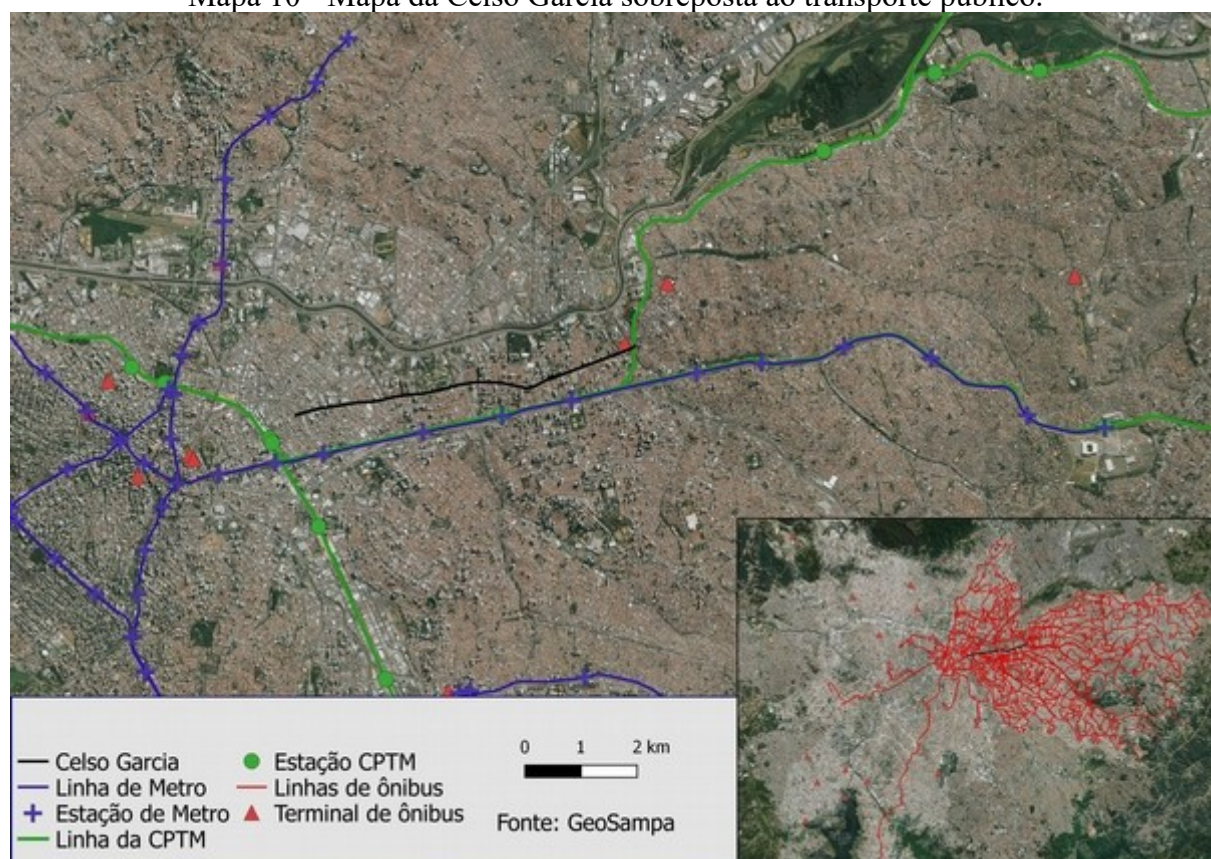 Mapa 10 - Mapa da Celso Garcia sobreposta ao transporte público.
Celso Garcia
Linha de Metro
Estação de Metro
Linha da CPTM
Estação CPTM
Linhas de ônibus
Terminal de ônibus
0 1 2 km
Fonte: GeoSampa